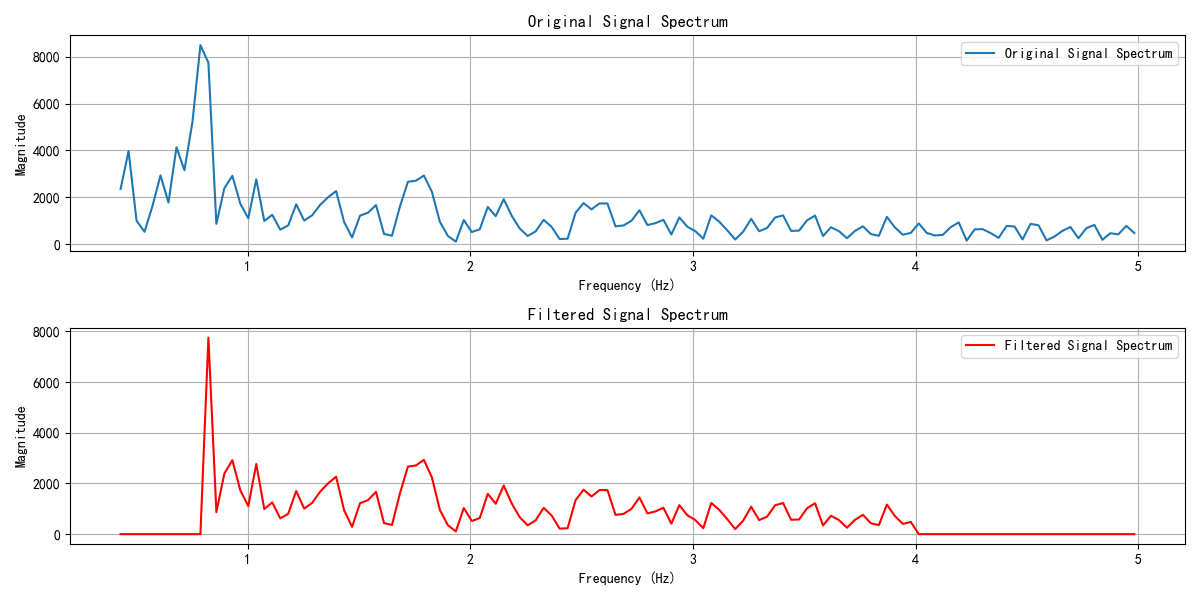 Original Signal Spectrum
8000
6000
4000
2000
0
Magnitude
Original Signal Spectrum
1 2 3 4 5
Frequency (Hz)
Filtered Signal Spectrum
8000
6000
4000
2000
0
Magnitude
Filtered Signal Spectrum
1 2 3 4 5
Frequency (Hz)